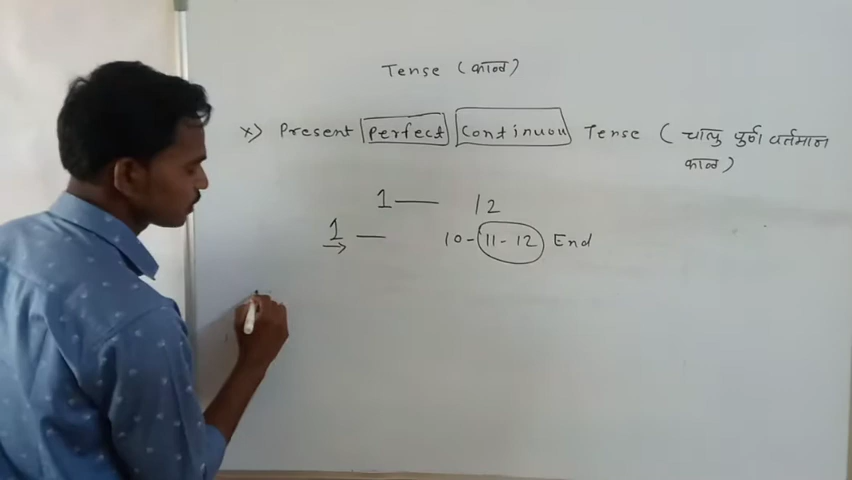 Tense (काल)
*) Present Perfect Continuou Tense ( चालु पुर्ण वर्तमान
काल)
1 — 12
1 — 10-11-12 End